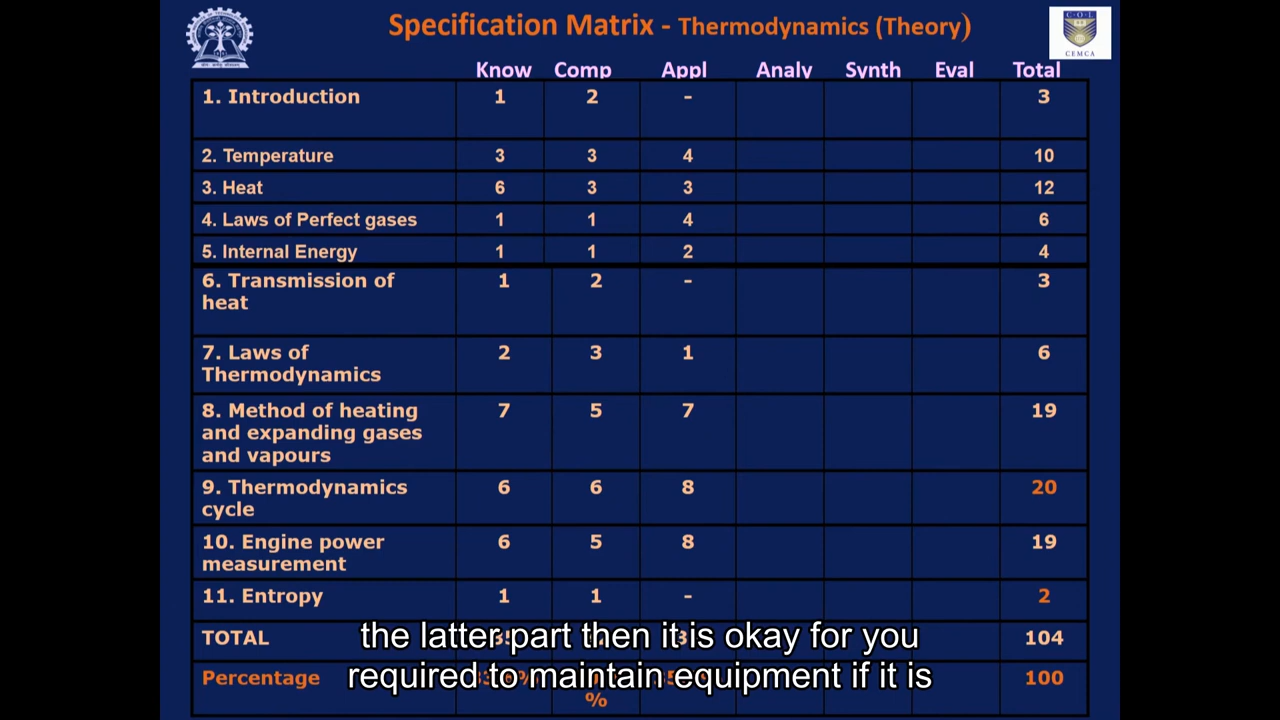 Specification Matrix - Thermodynamics (Theory)
C.O.L
CEMCA
Know Comp Appl Analy Synth Eval Total
1. Introduction 1 2 - 3
2. Temperature 3 3 4 10
3. Heat 6 3 3 12
4. Laws of Perfect gases 1 1 4 6
5. Internal Energy 1 1 2 4
6. Transmission of 1 2 - 3
heat
7. Laws of 2 3 1 6
Thermodynamics
8. Method of heating 7 5 7 19
and expanding gases
and vapours
9. Thermodynamics 6 6 8 20
cycle
10. Engine power 6 5 8 19
measurement
11. Entropy 1 1 - 2
TOTAL 104
the latter part then it is okay for you
Percentage 100
%
required to maintain equipment if it is